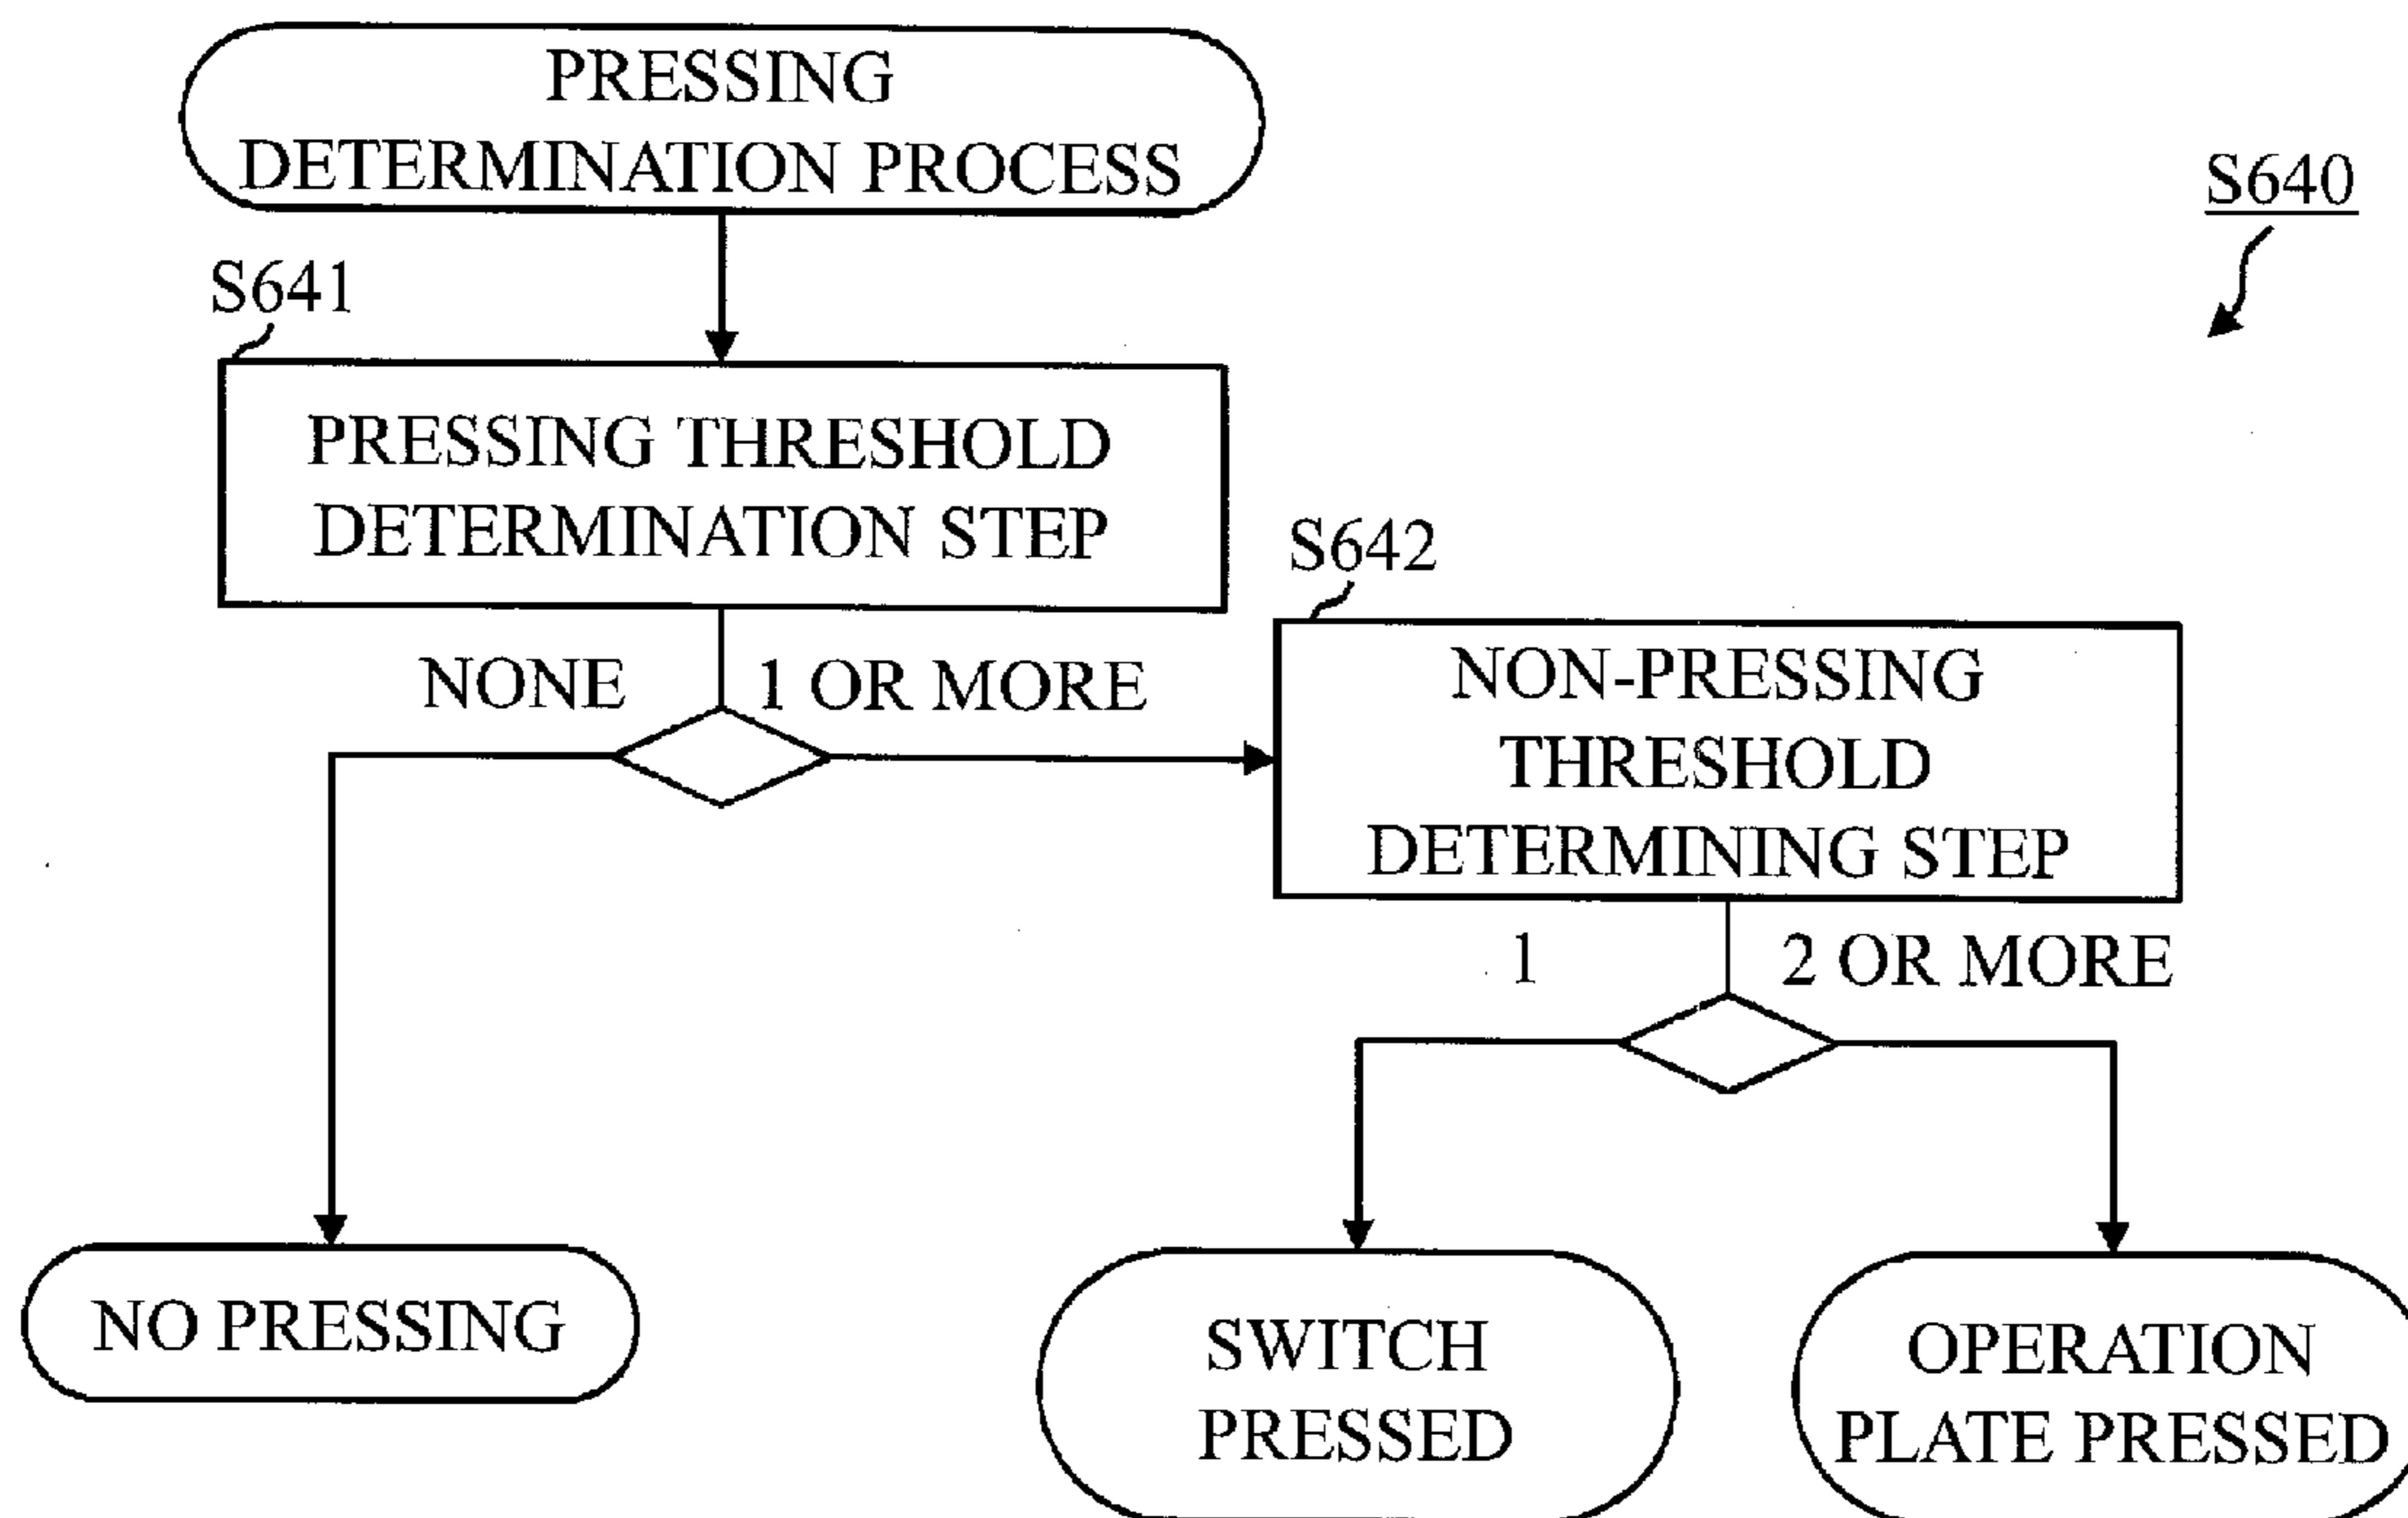 PRESSING
DETERMINATION PROCESS
S640
S641
PRESSING THRESHOLD
DETERMINATION STEP
NONE
1 OR MORE
S642
NON-PRESSING
THRESHOLD
DETERMINING STEP
1
2 OR MORE
NO PRESSING
SWITCH
PRESSED
OPERATION
PLATE PRESSED